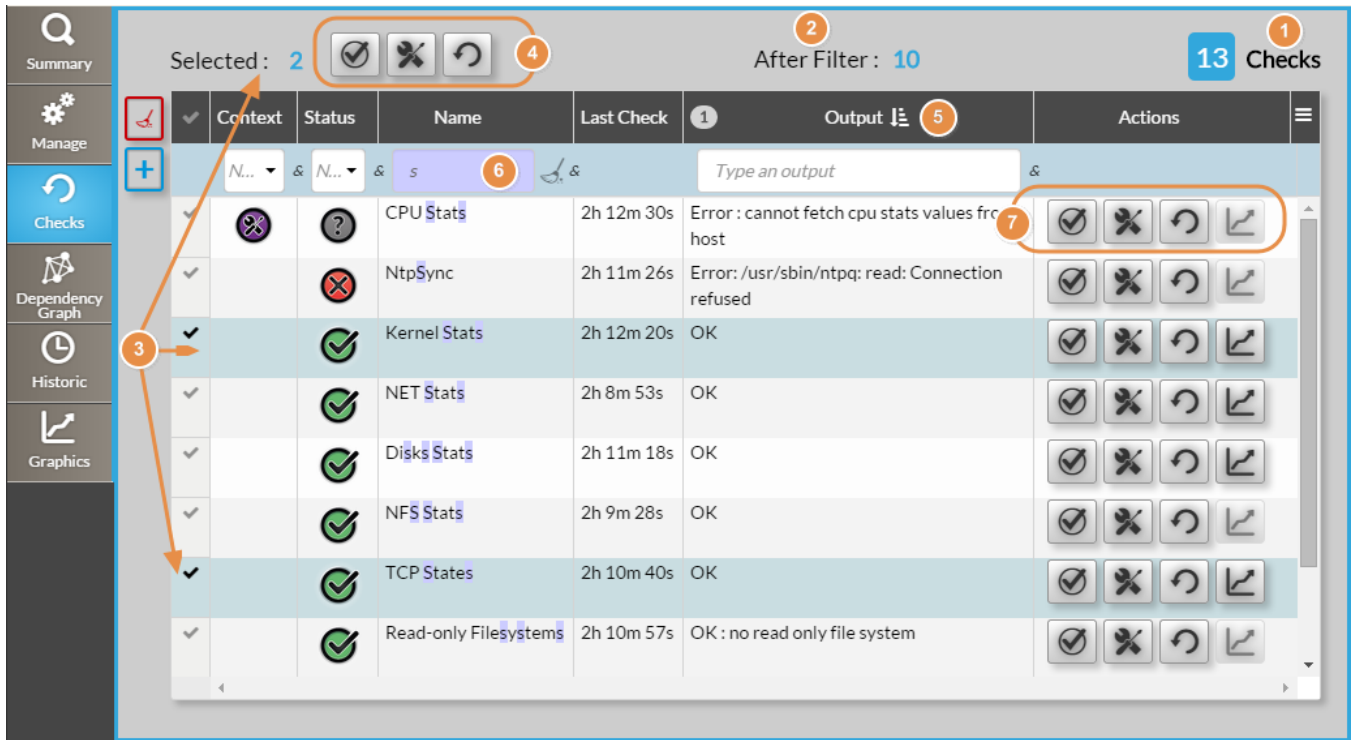 Summary
Manage
Checks
Dependency
Graph
Historic
Graphics
Selected : 2
4
2
After Filter : 10
1
13 Checks
Context Status Name Last Check 1 Output 5 Actions
N... & N... & s 6 & Type an output &
CPU Stats 2h 12m 30s Error : cannot fetch cpu stats values
host
7
NtpSync 2h 11m 26s Error: /usr/sbin/ntpq: read: Connection
refused
3
Kernel Stats 2h 12m 20s OK
NET Stats 2h 8m 53s OK
Disks Stats 2h 11m 18s OK
NFS Stats 2h 9m 28s OK
TCP States 2h 10m 40s OK
Read-only Filesystems 2h 10m 57s OK : no read only file system